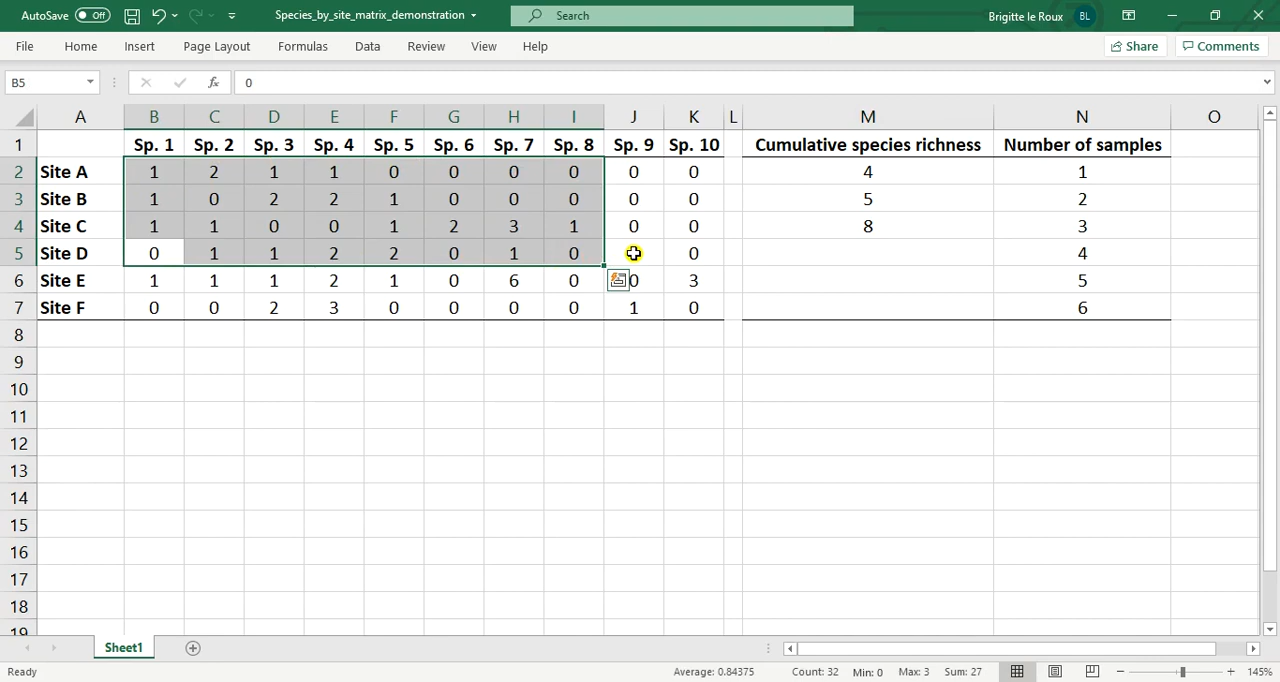 AutoSave Off Species_by_site_matrix_demonstration Search Brigitte le Roux BL
File Home Insert Page Layout Formulas Data Review View Help Share Comments
B5 fx 0
A B C D E F G H I J K L M N O
1 Sp. 1 Sp. 2 Sp. 3 Sp. 4 Sp. 5 Sp. 6 Sp. 7 Sp. 8 Sp. 9 Sp. 10 Cumulative species richness Number of samples
2 Site A 1 2 1 1 0 0 0 0 0 0 4 1
3 Site B 1 0 2 2 1 0 0 0 0 0 5 2
4 Site C 1 1 0 0 1 2 3 1 0 0 8 3
5 Site D 0 1 1 2 2 0 1 0 0 4
6 Site E 1 1 1 2 1 0 6 0 0 3 5
7 Site F 0 0 2 3 0 0 0 0 1 0 6
8
9
10
11
12
13
14
15
16
17
18
19
Sheet1
Ready Average: 0.84375 Count: 32 Min: 0 Max: 3 Sum: 27 145%